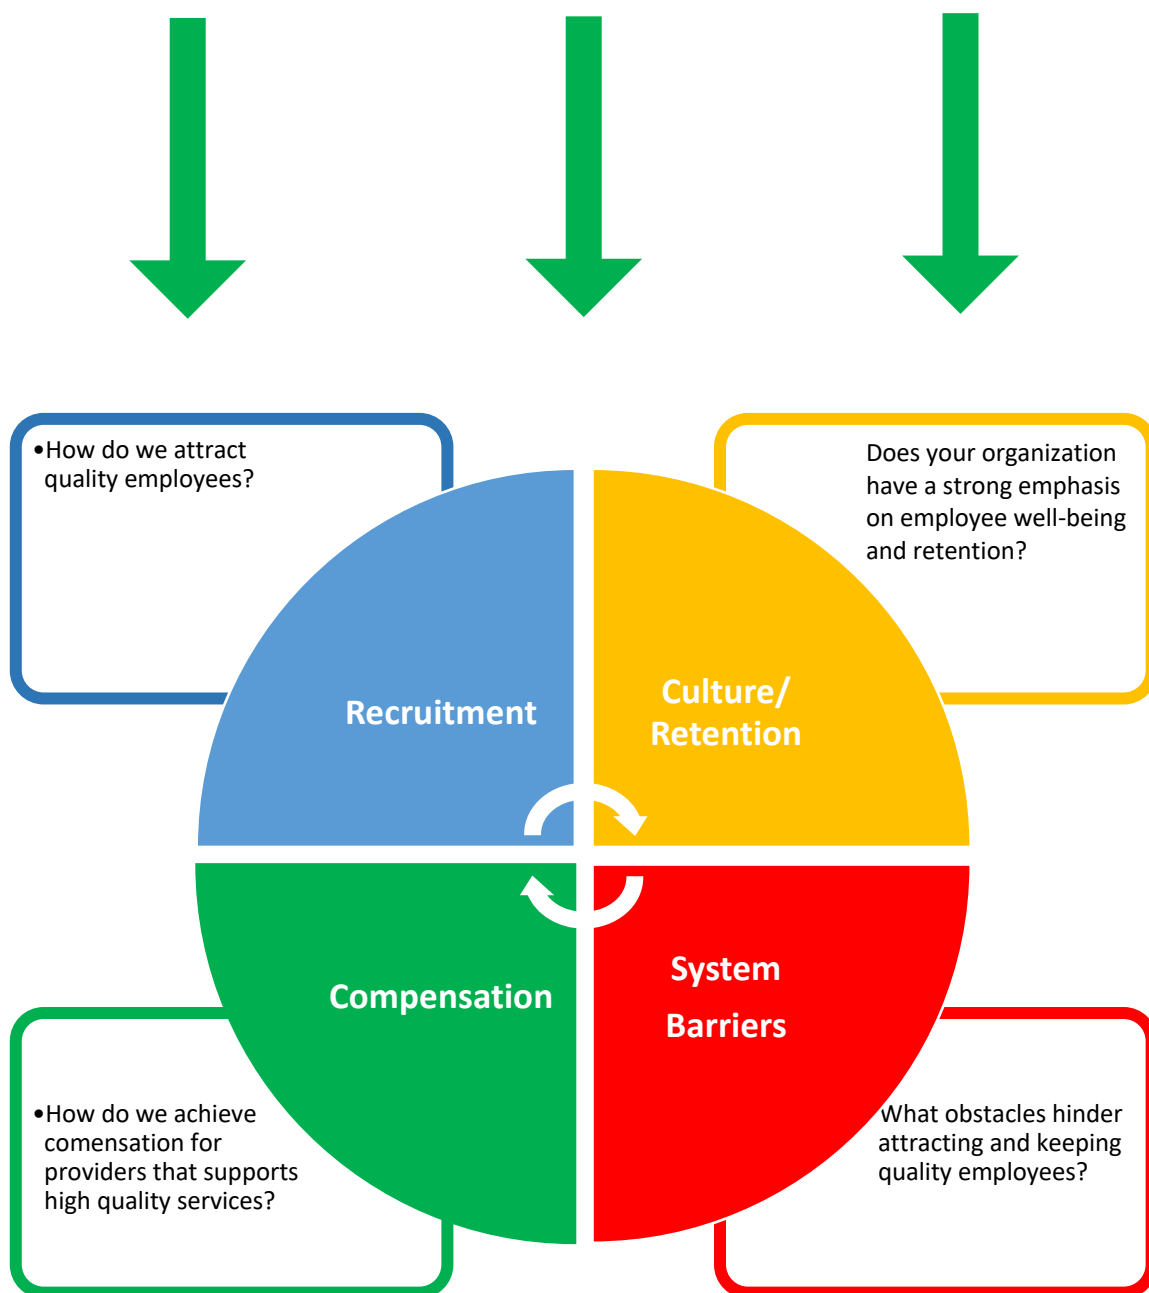 •How do we attract
quality employees?
Does your organization
have a strong emphasis
on employee well-being
and retention?
Recruitment
Culture/
Retention
Compensation
System
Barriers
•How do we achieve
comensation for
providers that supports
high quality services?
What obstacles hinder
attracting and keeping
quality employees?